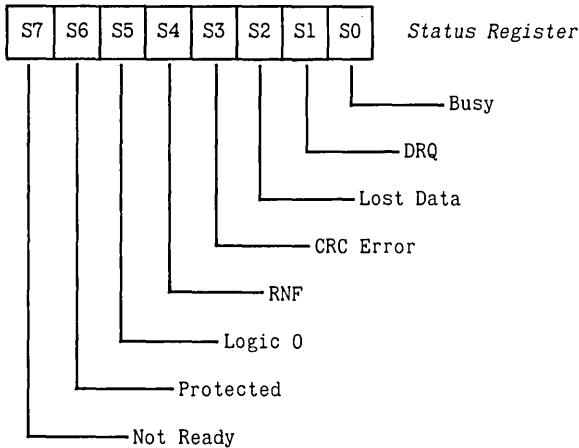 S7 S6 S5 S4 S3 S2 S1 S0 Status Register
Busy
DRQ
Lost Data
CRC Error
RNF
Logic 0
Protected
Not Ready